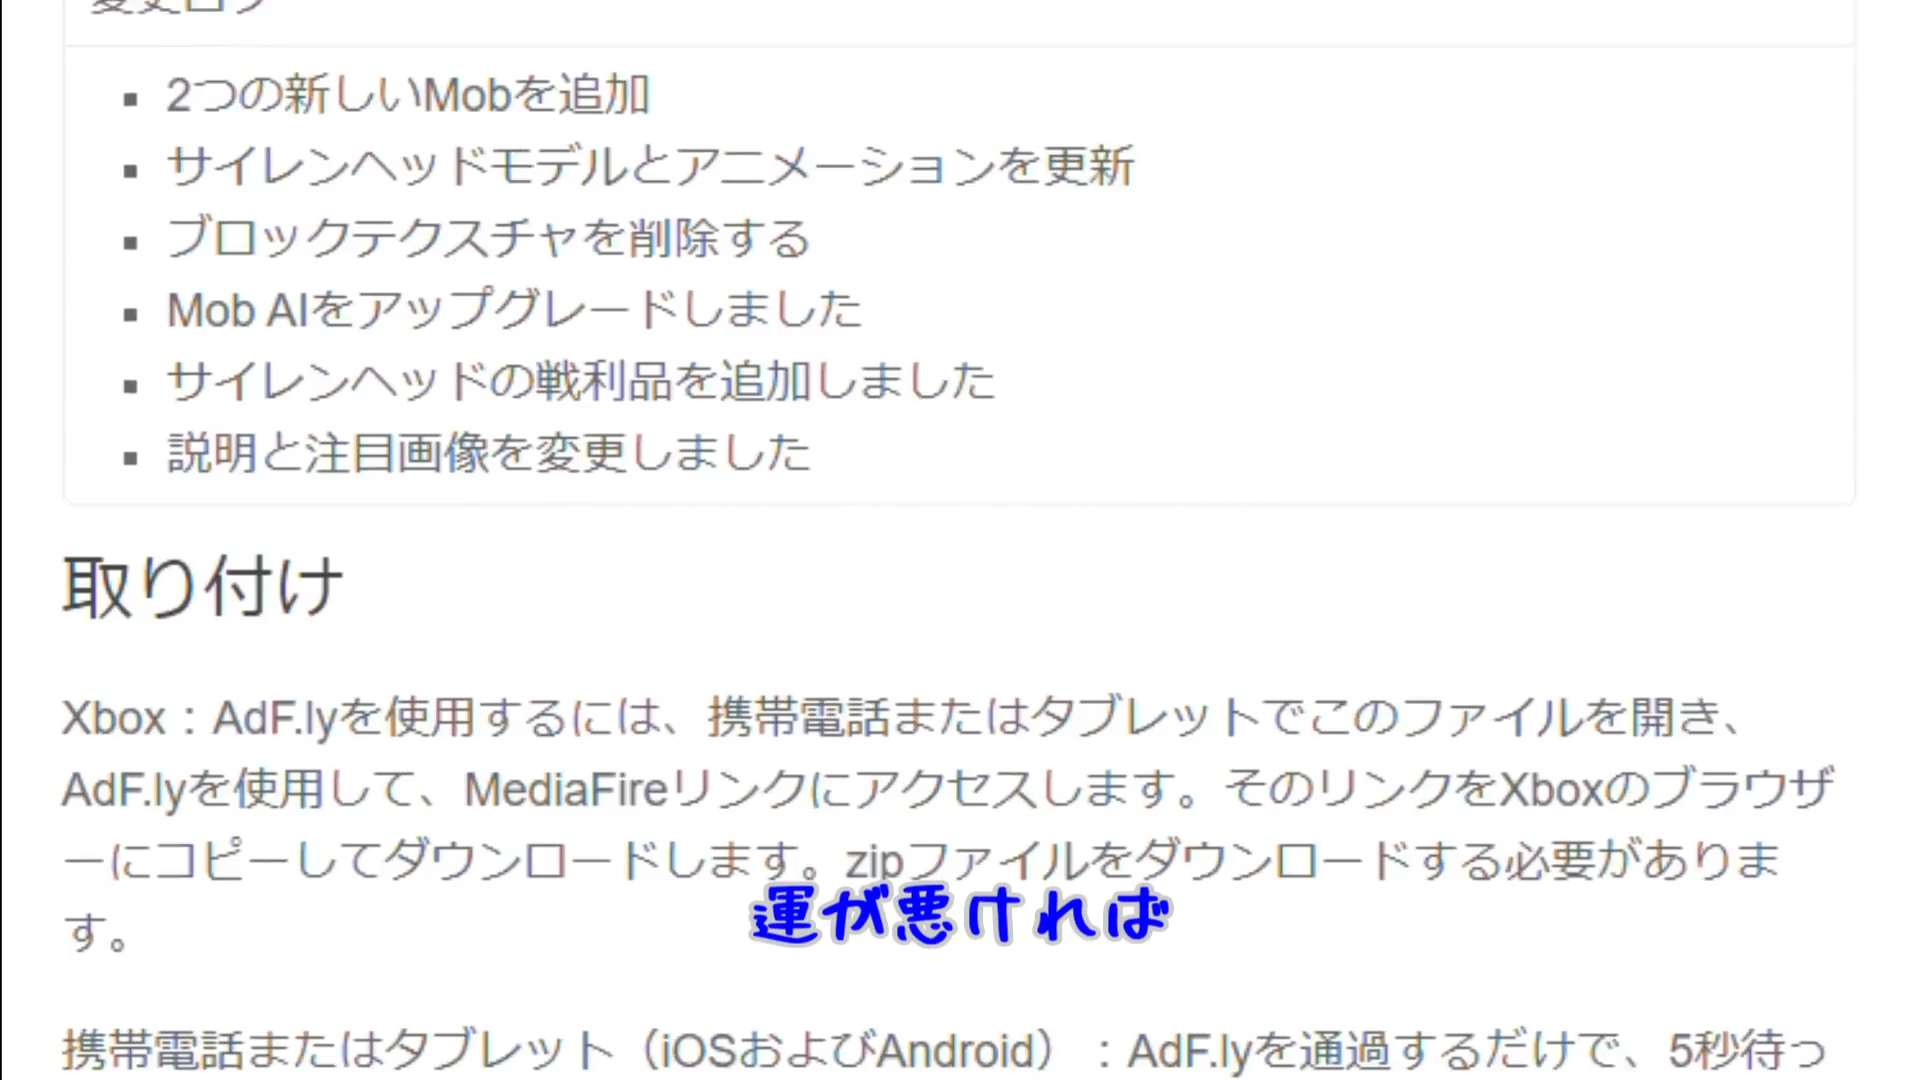 変更ログ
2つの新しいMobを追加
サイレンヘッドモデルとアニメーションを更新
ブロックテクスチャを削除する
Mob AIをアップグレードしました
サイレンヘッドの戦利品を追加しました
説明と注目画像を変更しました
取り付け
Xbox：AdF.lyを使用するには、携帯電話またはタブレットでこのファイルを開き、
AdF.lyを使用して、MediaFireリンクにアクセスします。そのリンクをXboxのブラウザ
ーにコピーしてダウンロードします。zipファイルをダウンロードする必要がありま
す。
運が悪ければ
携帯電話またはタブレット（iOSおよびAndroid）：AdF.lyを通過するだけで、5秒待っ